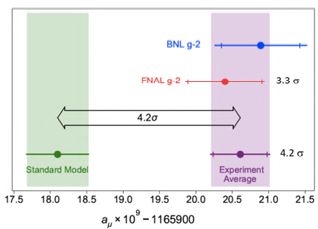 BNL g-2
FNAL g-2 3.3 σ
4.2σ
4.2 σ
Standard Model Experiment
Average
17.5 18.0 18.5 19.0 19.5 20.0 20.5 21.0 21.5
aμ × 10⁹ – 1165900